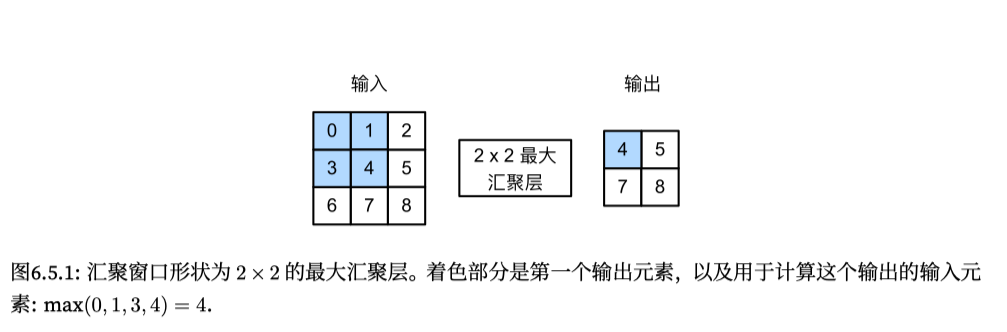 输入 输出
0 1 2
3 4 5
6 7 8
2 x 2 最大
汇聚层
4 5
7 8
图6.5.1: 汇聚窗口形状为 2 × 2 的最大汇聚层。着色部分是第一个输出元素，以及用于计算这个输出的输入元
素: max(0, 1, 3, 4) = 4.